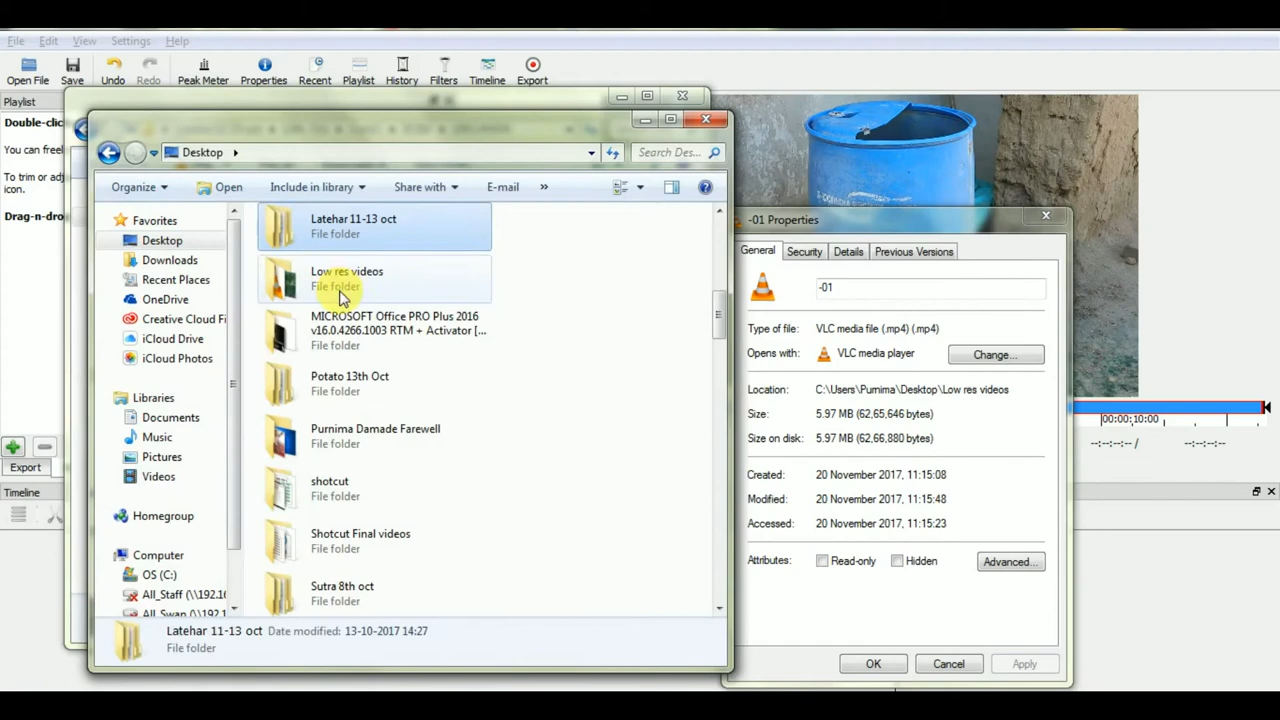 File Edit View Settings Help
Open File Save Undo Redo Peak Meter Properties Recent Playlist History Filters Timeline Export
Playlist
Double-clic
You can freel
To trim or adj
icon.
Drag-n-dro
Export
Timeline
Desktop
Search Des...
Organize Open Include in library Share with E-mail »
Favorites
Desktop
Downloads
Recent Places
OneDrive
Creative Cloud Fi
iCloud Drive
iCloud Photos
Libraries
Documents
Music
Pictures
Videos
Homegroup
Computer
OS (C:)
All_Staff (\\192.16
All_Swan (\\192.1
Latehar 11-13 oct
File folder
Low res videos
File folder
MICROSOFT Office PRO Plus 2016
v16.0.4266.1003 RTM + Activator [...
File folder
Potato 13th Oct
File folder
Purnima Damade Farewell
File folder
shotcut
File folder
Shotcut Final videos
File folder
Sutra 8th oct
File folder
Latehar 11-13 oct Date modified: 13-10-2017 14:27
File folder
-01 Properties
General Security Details Previous Versions
-01
Type of file: VLC media file (.mp4) (.mp4)
Opens with: VLC media player Change...
Location: C:\Users\Purnima\Desktop\Low res videos
Size: 5.97 MB (62,65,646 bytes)
Size on disk: 5.97 MB (62,66,880 bytes)
Created: 20 November 2017, 11:15:08
Modified: 20 November 2017, 11:15:48
Accessed: 20 November 2017, 11:15:23
Attributes: Read-only Hidden Advanced...
OK Cancel Apply
00:00:10:00
--:--:--:-- / --:--:--:--